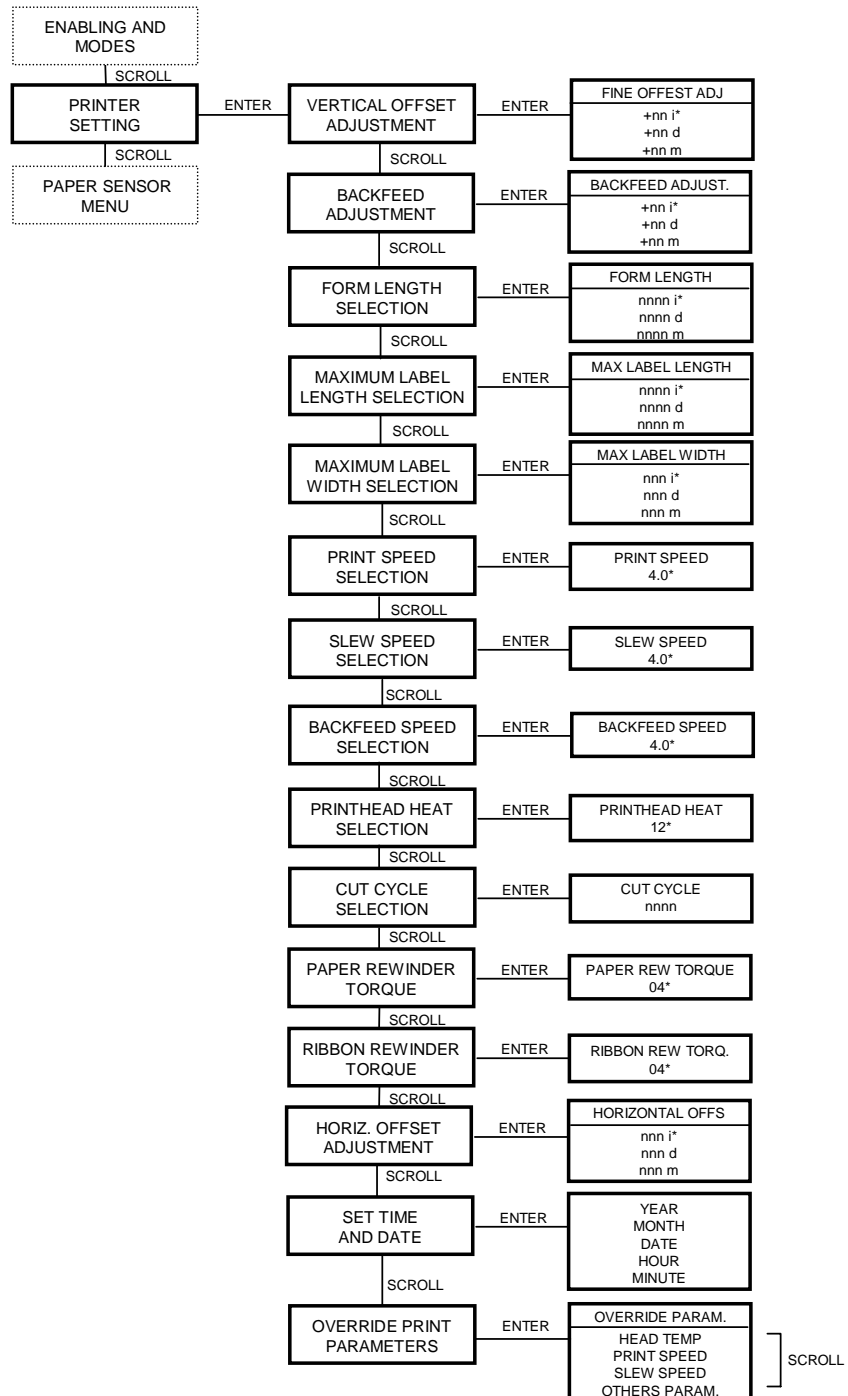 ENABLING AND
MODES
SCROLL
PRINTER
SETTING
ENTER
VERTICAL OFFSET
ADJUSTMENT
ENTER
FINE OFFEST ADJ
+nn i*
+nn d
+nn m
SCROLL
PAPER SENSOR
MENU
SCROLL
BACKFEED
ADJUSTMENT
ENTER
BACKFEED ADJUST.
+nn i*
+nn d
+nn m
SCROLL
FORM LENGTH
SELECTION
ENTER
FORM LENGTH
nnnn i*
nnnn d
nnnn m
SCROLL
MAXIMUM LABEL
LENGTH SELECTION
ENTER
MAX LABEL LENGTH
nnnn i*
nnnn d
nnnn m
SCROLL
MAXIMUM LABEL
WIDTH SELECTION
ENTER
MAX LABEL WIDTH
nnn i*
nnn d
nnn m
SCROLL
PRINT SPEED
SELECTION
ENTER
PRINT SPEED
4.0*
SCROLL
SLEW SPEED
SELECTION
ENTER
SLEW SPEED
4.0*
SCROLL
BACKFEED SPEED
SELECTION
ENTER
BACKFEED SPEED
4.0*
SCROLL
PRINTHEAD HEAT
SELECTION
ENTER
PRINTHEAD HEAT
12*
SCROLL
CUT CYCLE
SELECTION
ENTER
CUT CYCLE
nnnn
SCROLL
PAPER REWINDER
TORQUE
ENTER
PAPER REW TORQUE
04*
SCROLL
RIBBON REWINDER
TORQUE
ENTER
RIBBON REW TORQ.
04*
SCROLL
HORIZ. OFFSET
ADJUSTMENT
ENTER
HORIZONTAL OFFS
nnn i*
nnn d
nnn m
SCROLL
SET TIME
AND DATE
ENTER
YEAR
MONTH
DATE
HOUR
MINUTE
SCROLL
OVERRIDE PRINT
PARAMETERS
ENTER
OVERRIDE PARAM.
HEAD TEMP
PRINT SPEED
SLEW SPEED
OTHERS PARAM.
SCROLL